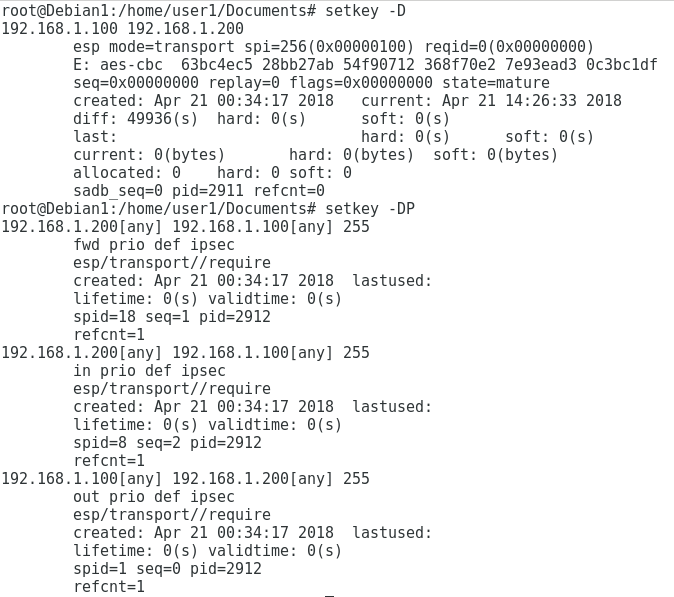 root@Debian1:/home/user1/Documents# setkey -D
192.168.1.100 192.168.1.200
        esp mode=transport spi=256(0x00000100) reqid=0(0x00000000)
        E: aes-cbc  63bc4ec5 28bb27ab 54f90712 368f70e2 7e93ead3 0c3bc1df
        seq=0x00000000 replay=0 flags=0x00000000 state=mature
        created: Apr 21 00:34:17 2018   current: Apr 21 14:26:33 2018
        diff: 49936(s)  hard: 0(s)      soft: 0(s)
        last:                           hard: 0(s)      soft: 0(s)
        current: 0(bytes)       hard: 0(bytes)  soft: 0(bytes)
        allocated: 0    hard: 0 soft: 0
        sadb_seq=0 pid=2911 refcnt=0
root@Debian1:/home/user1/Documents# setkey -DP
192.168.1.200[any] 192.168.1.100[any] 255
        fwd prio def ipsec
        esp/transport//require
        created: Apr 21 00:34:17 2018  lastused:
        lifetime: 0(s) validtime: 0(s)
        spid=18 seq=1 pid=2912
        refcnt=1
192.168.1.200[any] 192.168.1.100[any] 255
        in prio def ipsec
        esp/transport//require
        created: Apr 21 00:34:17 2018  lastused:
        lifetime: 0(s) validtime: 0(s)
        spid=8 seq=2 pid=2912
        refcnt=1
192.168.1.100[any] 192.168.1.200[any] 255
        out prio def ipsec
        esp/transport//require
        created: Apr 21 00:34:17 2018  lastused:
        lifetime: 0(s) validtime: 0(s)
        spid=1 seq=0 pid=2912
        refcnt=1